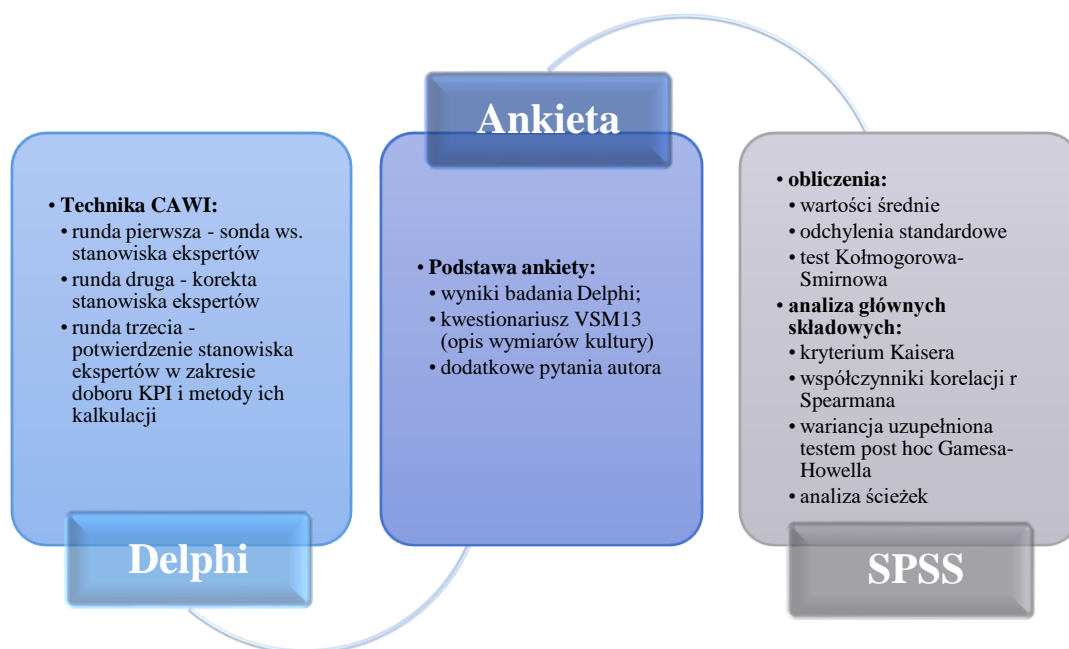 • Technika CAWI:
• runda pierwsza - sonda ws.
stanowiska ekspertów
• runda druga - korekta
stanowiska ekspertów
• runda trzecia -
potwierdzenie stanowiska
ekspertów w zakresie
doboru KPI i metody ich
kalkulacji
Delphi
Ankieta
• Podstawa ankiety:
• wyniki badania Delphi;
• kwestionariusz VSM13
(opis wymiarów kultury)
• dodatkowe pytania autora
• obliczenia:
• wartości średnie
• odchylenia standardowe
• test Kołmogorowa-
Smirnowa
• analiza głównych
składowych:
• kryterium Kaisera
• współczynniki korelacji r
Spearmana
• wariancja uzupełniona
testem post hoc Gamesa-
Howella
• analiza ścieżek
SPSS